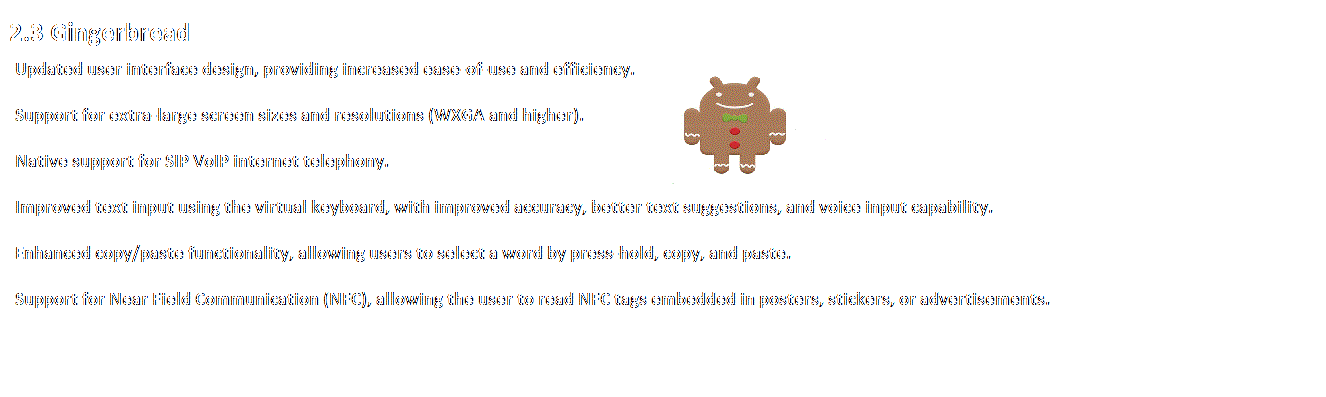 2.3 Gingerbread
Updated user interface design, providing increased ease-of-use and efficiency.
Support for extra-large screen sizes and resolutions (WXGA and higher).
Native support for SIP VoIP internet telephony.
Improved text input using the virtual keyboard, with improved accuracy, better text suggestions, and voice input capability.
Enhanced copy/paste functionality, allowing users to select a word by press-hold, copy, and paste.
Support for Near Field Communication (NFC), allowing the user to read NFC tags embedded in posters, stickers, or advertisements.